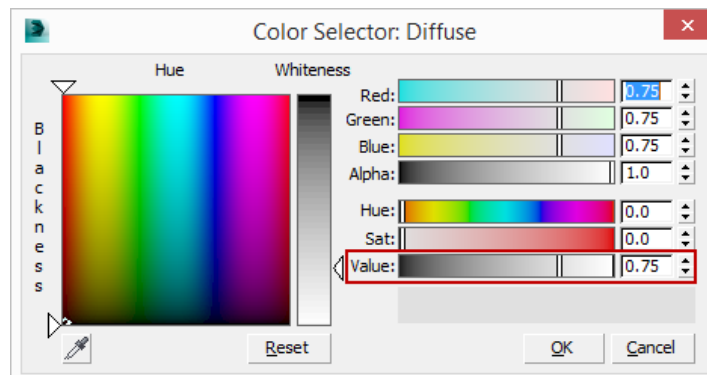 Color Selector: Diffuse
Hue
Whiteness
Blackness
Red: 0.75
Green: 0.75
Blue: 0.75
Alpha: 1.0
Hue: 0.0
Sat: 0.0
Value: 0.75
Reset
OK
Cancel